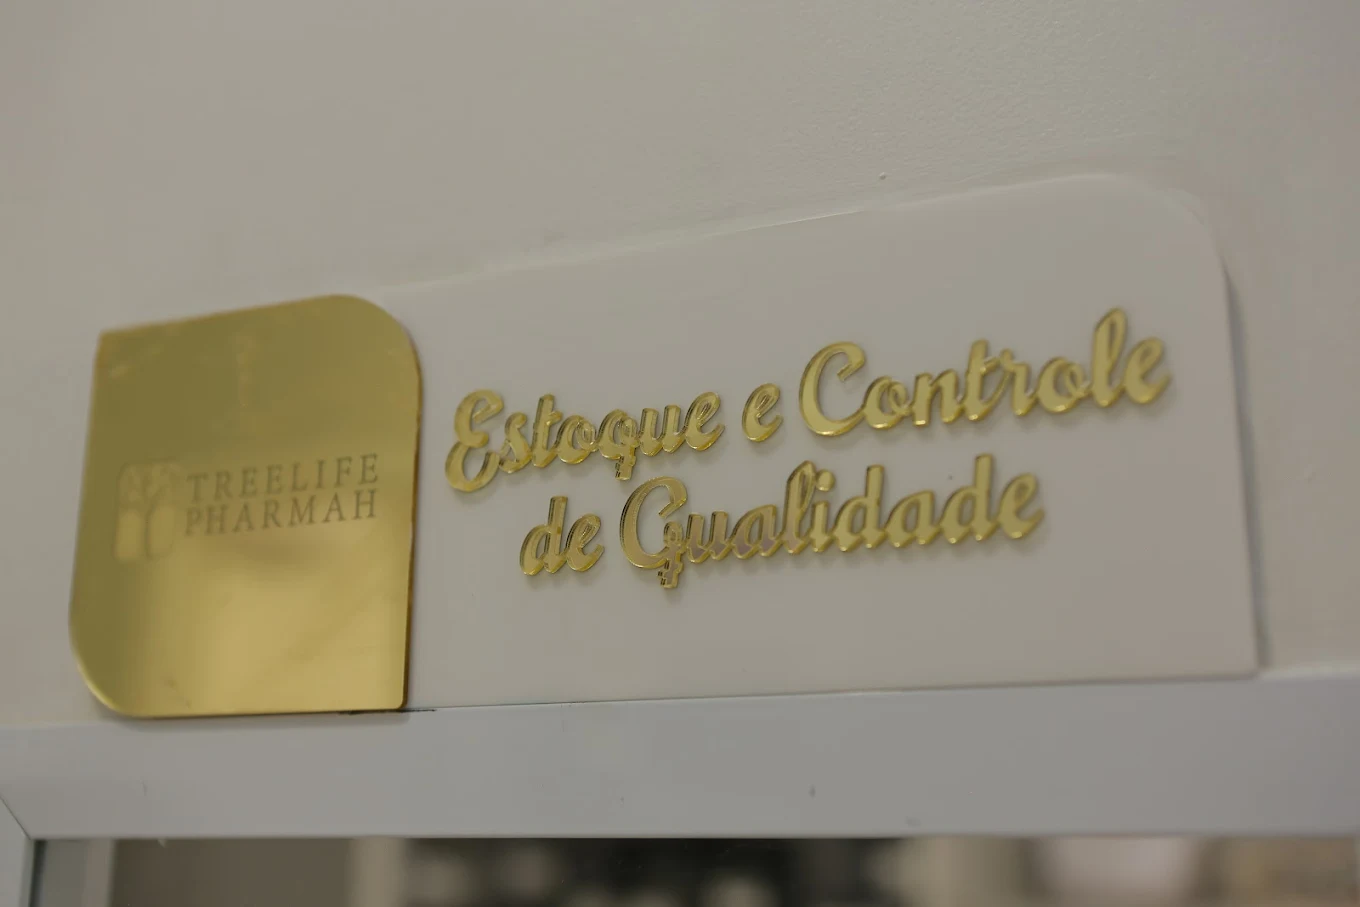 TREELIFE
PHARMAH
Estoque e Controle
de Qualidade